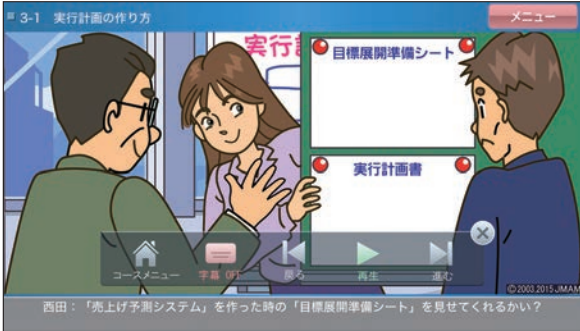 3-1 実行計画の作り方
メニュー
実行計
目標展開準備シート
実行計画書
コースメニュー
字幕 OFF
戻る
再生
進む
© 2003,2015 JMAM
西田：「売上げ予測システム」を作った時の「目標展開準備シート」を見せてくれるかい？